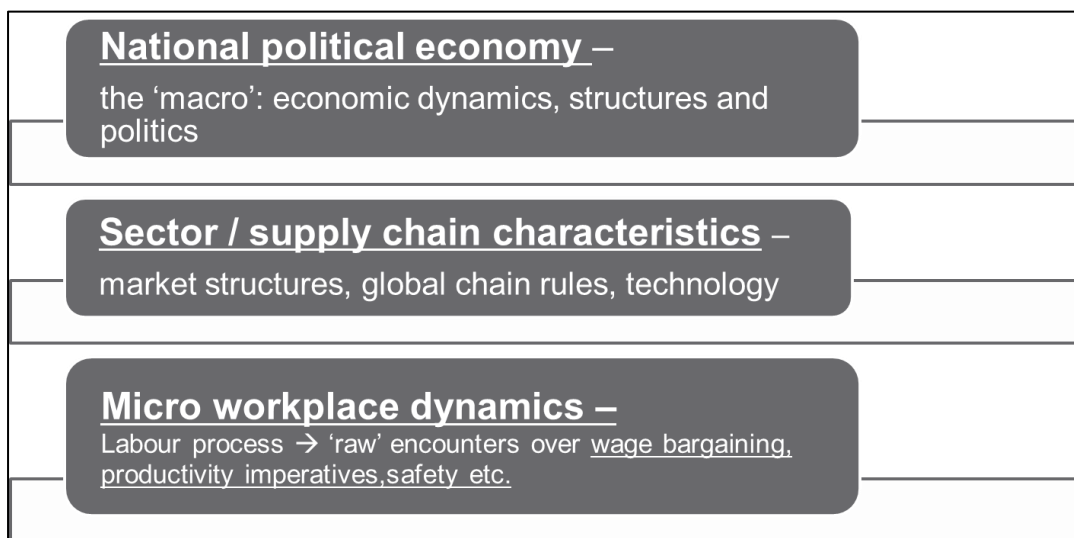 National political economy –
the ‘macro’: economic dynamics, structures and
politics
Sector / supply chain characteristics –
market structures, global chain rules, technology
Micro workplace dynamics –
Labour process → ‘raw’ encounters over wage bargaining,
productivity imperatives,safety etc.